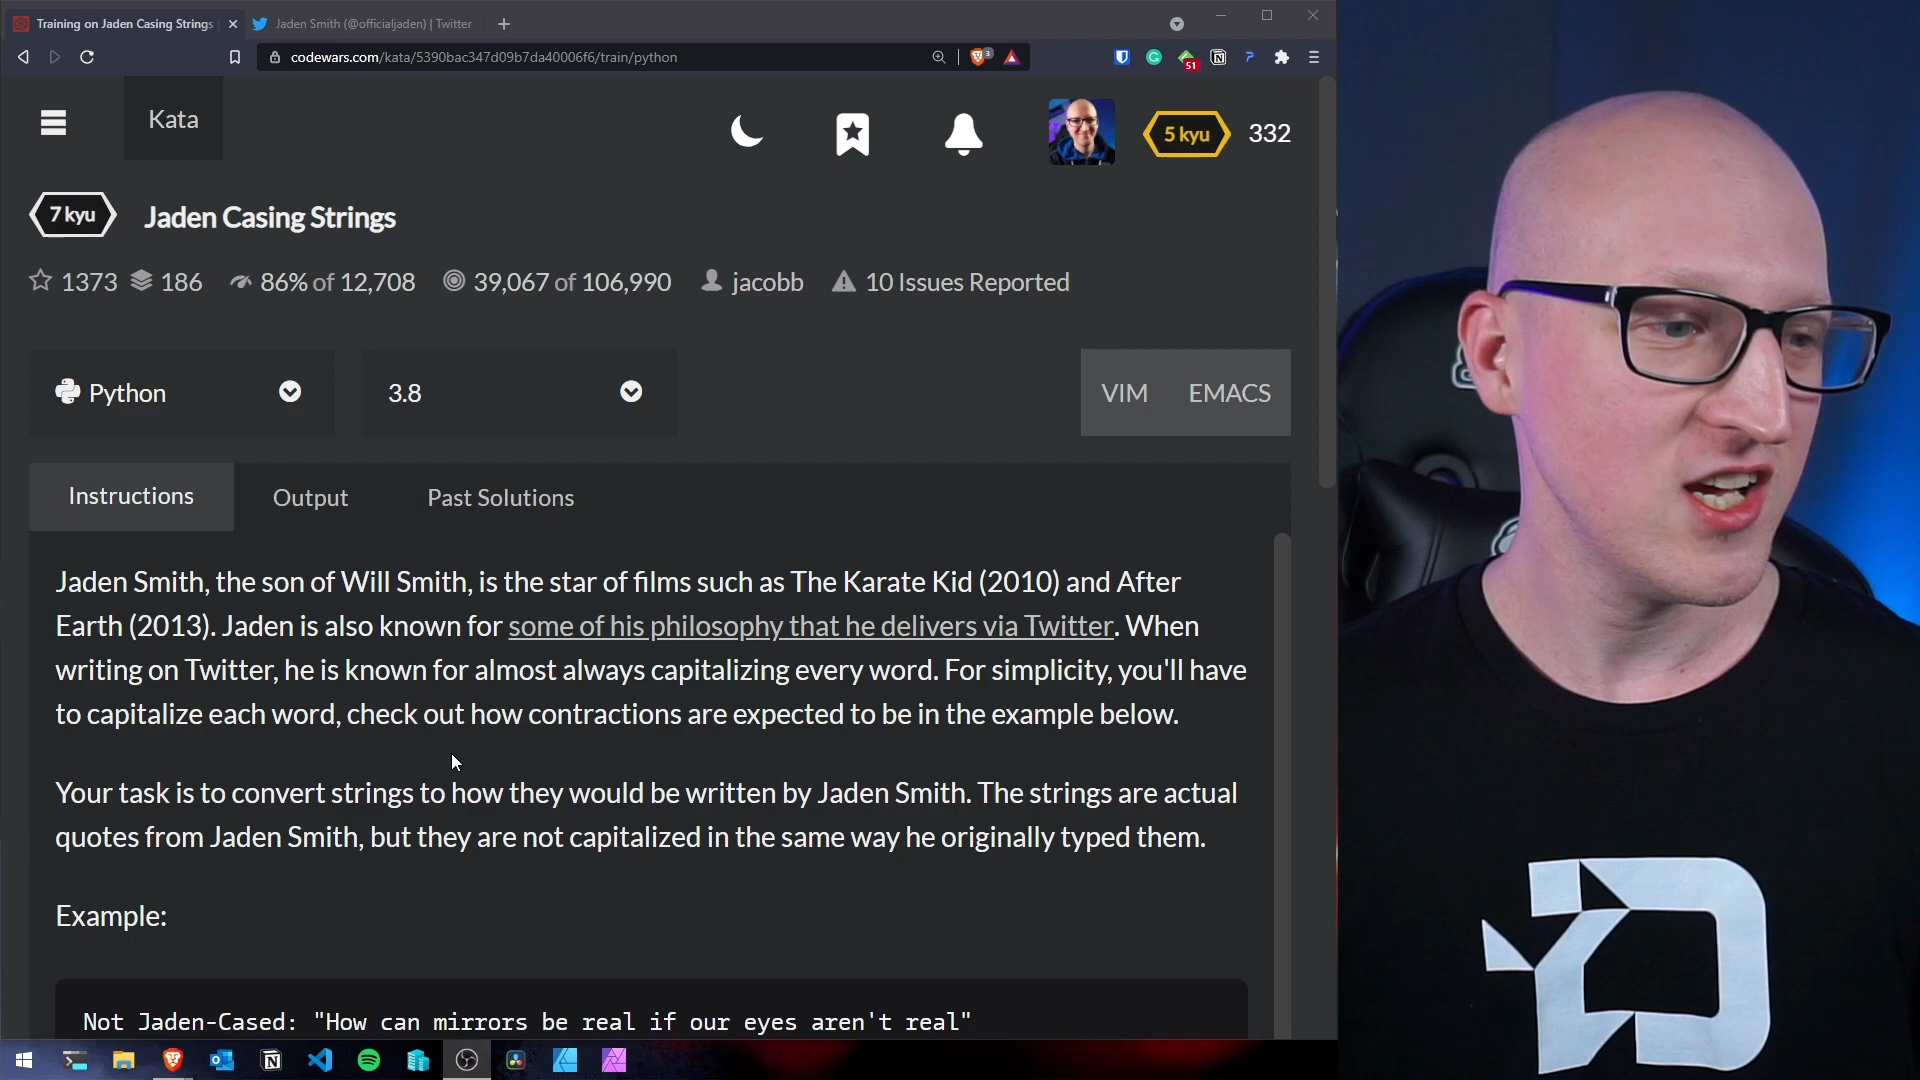 Training on Jaden Casing Strings
Jaden Smith (@officialjaden) | Twitter
codewars.com/kata/5390bac347d09b7da40006f6/train/python
3
51
Kata
5 kyu
332
7 kyu
Jaden Casing Strings
1373
186
86% of 12,708
39,067 of 106,990
jacobb
10 Issues Reported
Python
3.8
VIM
EMACS
Instructions
Output
Past Solutions
Jaden Smith, the son of Will Smith, is the star of films such as The Karate Kid (2010) and After
Earth (2013). Jaden is also known for some of his philosophy that he delivers via Twitter. When
writing on Twitter, he is known for almost always capitalizing every word. For simplicity, you'll have
to capitalize each word, check out how contractions are expected to be in the example below.
Your task is to convert strings to how they would be written by Jaden Smith. The strings are actual
quotes from Jaden Smith, but they are not capitalized in the same way he originally typed them.
Example:
Not Jaden-Cased: "How can mirrors be real if our eyes aren't real"